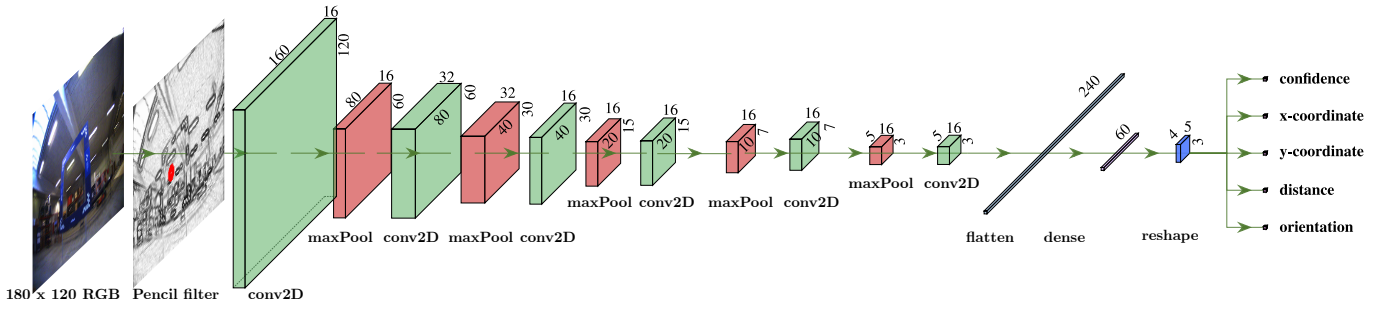 16
160
120
conv2D
16
80
60
maxPool
32
80
60
conv2D
32
40
30
maxPool
16
40
30
conv2D
16
20
15
maxPool
16
20
15
conv2D
16
10
7
maxPool
16
10
7
conv2D
5
16
3
maxPool
5
16
3
conv2D
240
flatten
60
dense
4
5
3
reshape
confidence
x-coordinate
y-coordinate
distance
orientation
180 x 120 RGB
Pencil filter